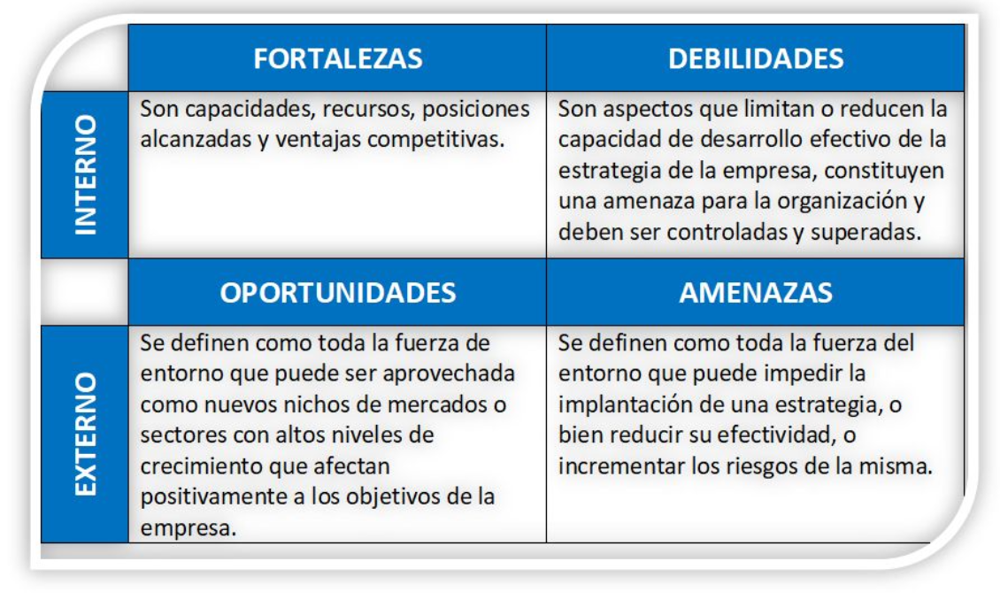 FORTALEZAS
DEBILIDADES
INTERNO
Son capacidades, recursos, posiciones
alcanzadas y ventajas competitivas.
Son aspectos que limitan o reducen la
capacidad de desarrollo efectivo de la
estrategia de la empresa, constituyen
una amenaza para la organización y
deben ser controladas y superadas.
OPORTUNIDADES
AMENAZAS
EXTERNO
Se definen como toda la fuerza de
entorno que puede ser aprovechada
como nuevos nichos de mercados o
sectores con altos niveles de
crecimiento que afectan
positivamente a los objetivos de la
empresa.
Se definen como toda la fuerza del
entorno que puede impedir la
implantación de una estrategia, o
bien reducir su efectividad, o
incrementar los riesgos de la misma.